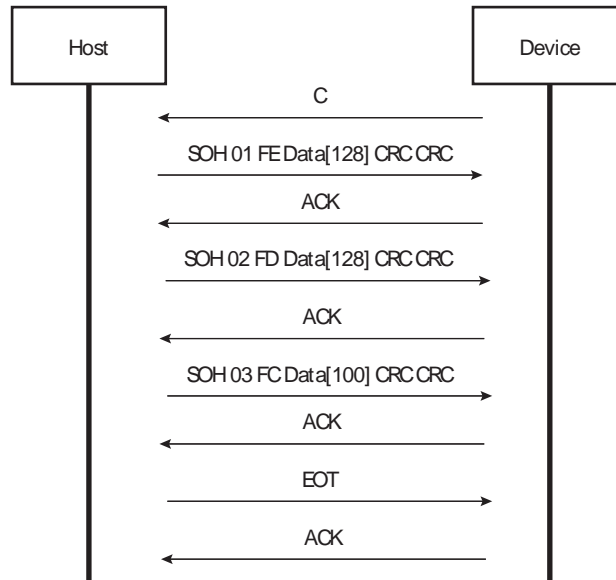 Host
Device
C
SOH 01 FE Data[128] CRC CRC
ACK
SOH 02 FD Data[128] CRC CRC
ACK
SOH 03 FC Data[100] CRC CRC
ACK
EOT
ACK